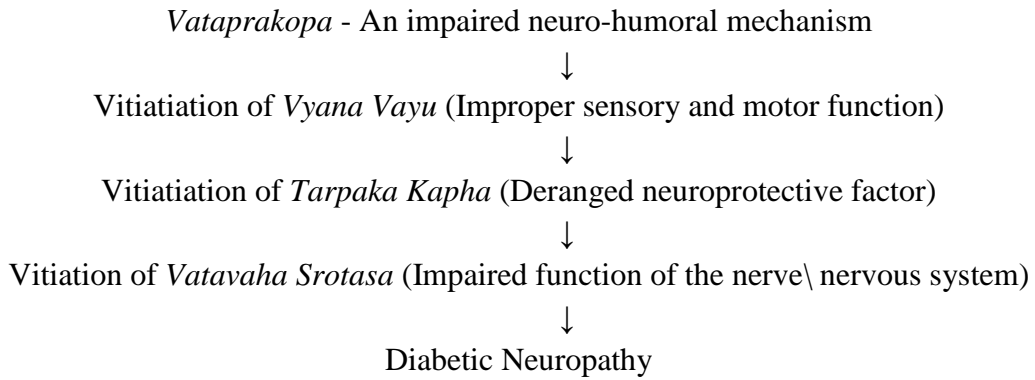 Vataprakopa - An impaired neuro-humoral mechanism
↓
Vitiatiation of Vyana Vayu (Improper sensory and motor function)
↓
Vitiatiation of Tarpaka Kapha (Deranged neuroprotective factor)
↓
Vitiation of Vatavaha Srotasa (Impaired function of the nerve\ nervous system)
↓
Diabetic Neuropathy